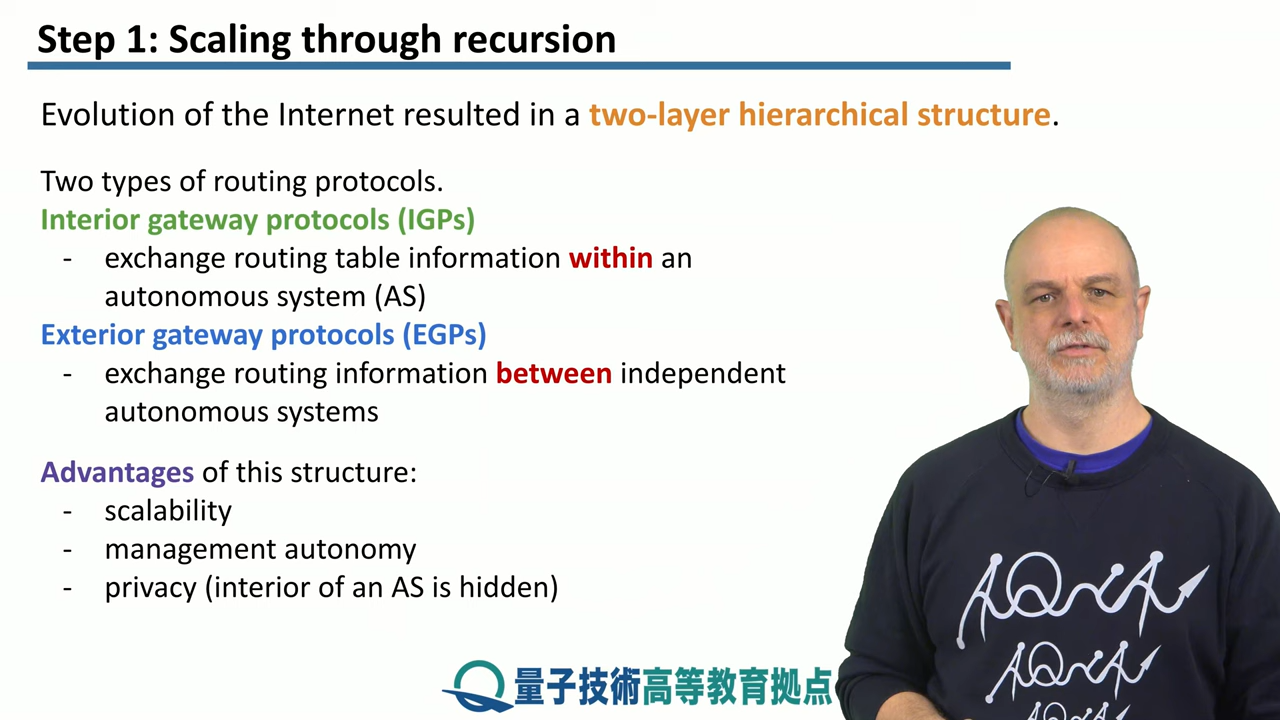 Step 1: Scaling through recursion
Evolution of the Internet resulted in a two-layer hierarchical structure.
Two types of routing protocols.
Interior gateway protocols (IGPs)
- exchange routing table information within an
autonomous system (AS)
Exterior gateway protocols (EGPs)
- exchange routing information between independent
autonomous systems
Advantages of this structure:
- scalability
- management autonomy
- privacy (interior of an AS is hidden)
量子技術高等教育拠点
AQUA
AQUA